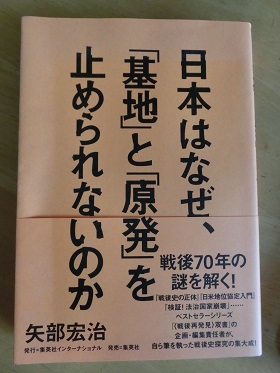 日本はなぜ、
「基地」と「原発」を
止められないのか
戦後70年の
謎を解く!
『戦後史の正体』『日米地位協定入門』
『検証!法治国家崩壊』……
ベストセラーシリーズ
「〈戦後再発見〉双書」の
企画・編集責任者が、
自ら筆を執った戦後史探究の集大成!
矢部宏治
発行=集英社インターナショナル 発売=集英社